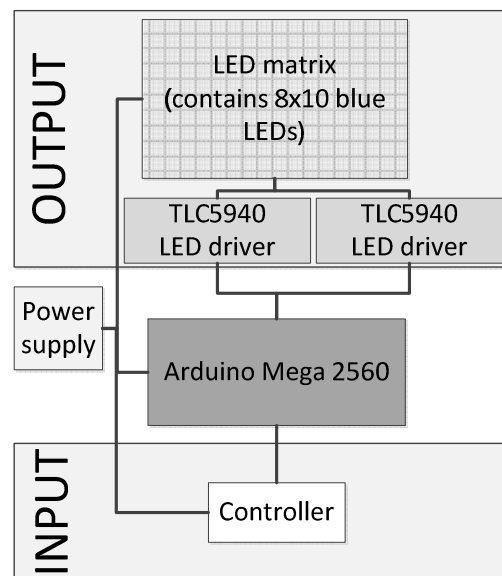 OUTPUT
LED matrix
(contains 8x10 blue
LEDs)
TLC5940
LED driver
TLC5940
LED driver
Power
supply
Arduino Mega 2560
INPUT
Controller